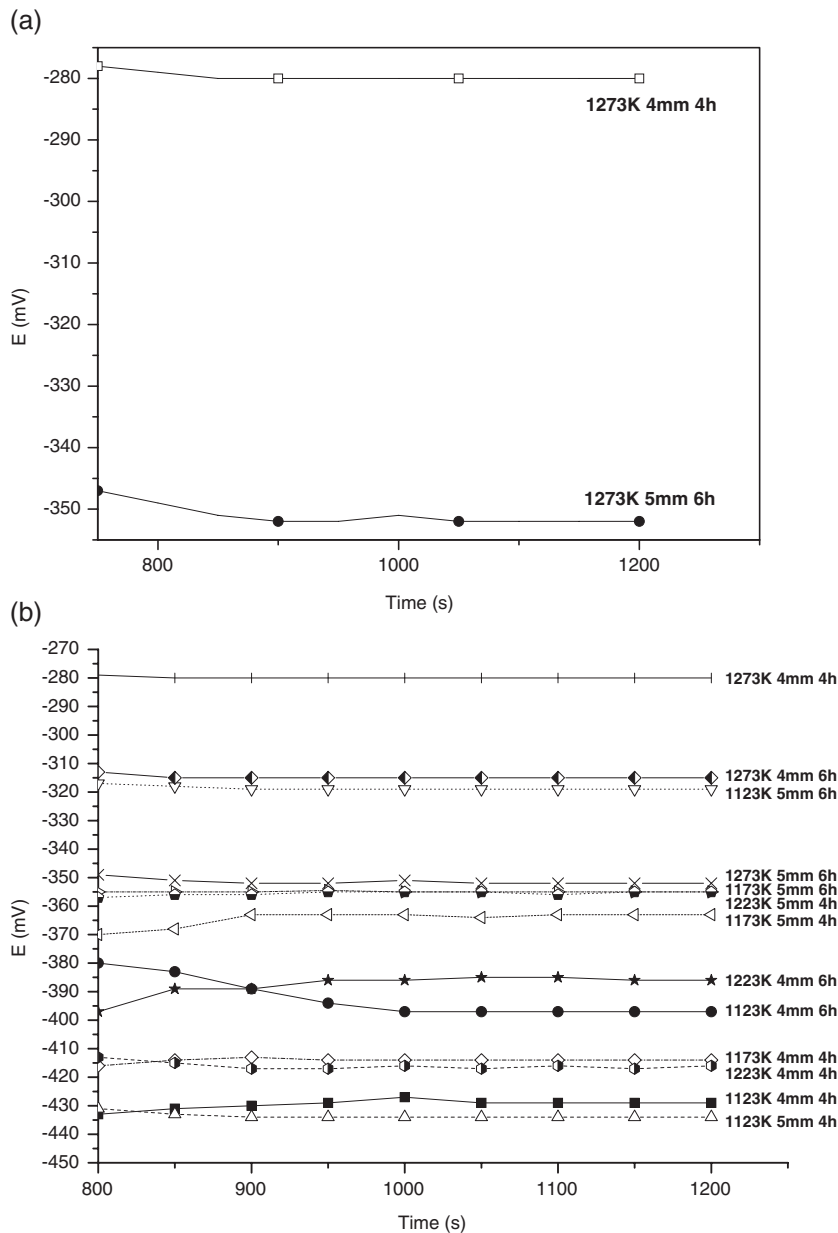 (a)
-280
-290
-300
-310
-320
-330
-340
-350
E (mV)
1273K 4mm 4h
1273K 5mm 6h
800
1000
1200
Time (s)
(b)
-270
-280
-290
-300
-310
-320
-330
-340
-350
-360
-370
-380
-390
-400
-410
-420
-430
-440
-450
E (mV)
1273K 4mm 4h
1273K 4mm 6h
1123K 5mm 6h
1273K 5mm 6h
1173K 5mm 6h
1223K 5mm 4h
1173K 5mm 4h
1223K 4mm 6h
1123K 4mm 6h
1173K 4mm 4h
1223K 4mm 4h
1123K 4mm 4h
1123K 5mm 4h
800
900
1000
1100
1200
Time (s)